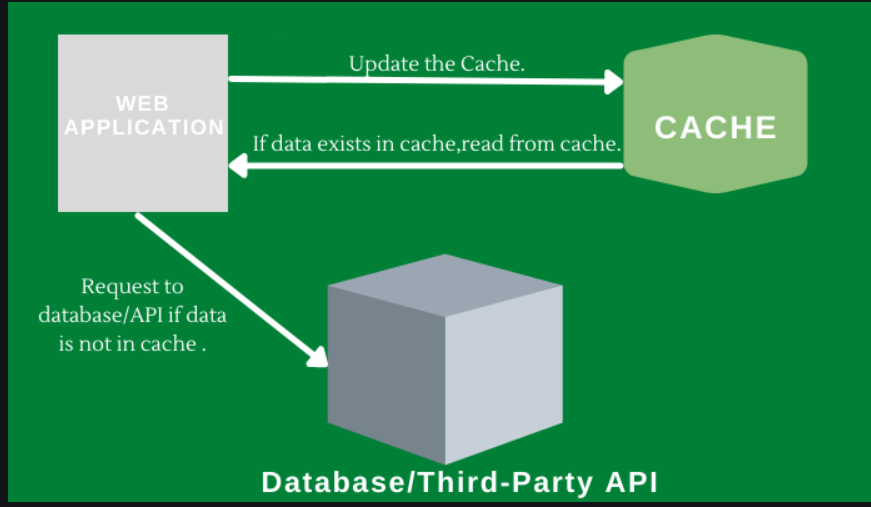 Update the Cache.
WEB
APPLICATION
CACHE
If data exists in cache,read from cache.
Request to
database/API if data
is not in cache .
Database/Third-Party API